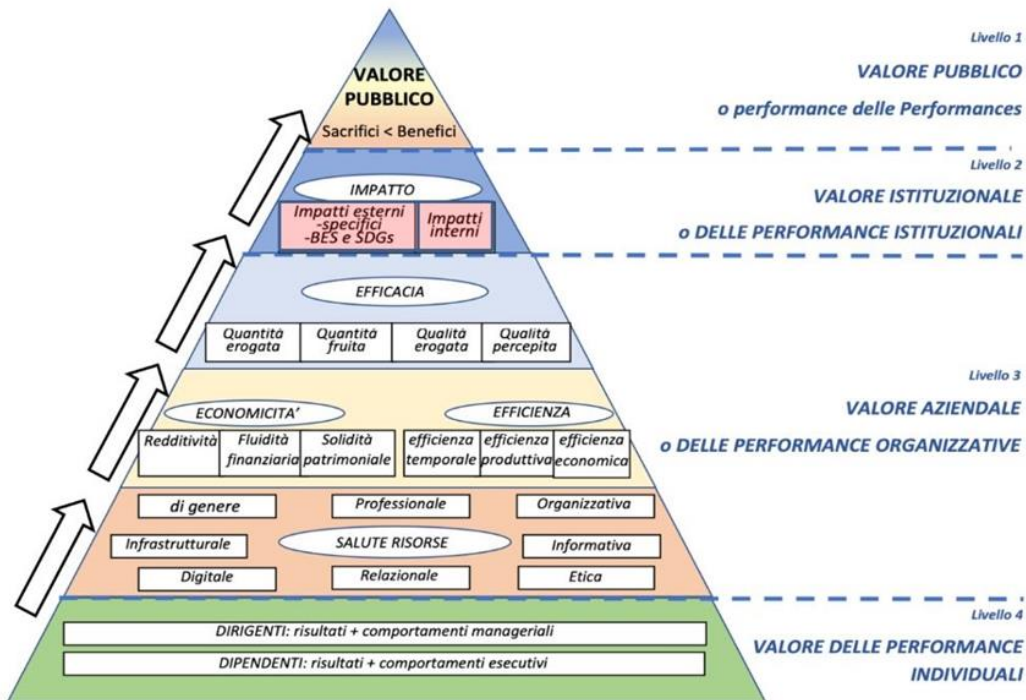 VALORE
PUBBLICO
Sacrifici < Benefici
Livello 1
VALORE PUBBLICO
o performance delle Performances
IMPATTO
Impatti esterni
-specifici
-BES e SDGs
Impatti
interni
Livello 2
VALORE ISTITUZIONALE
o DELLE PERFORMANCE ISTITUZIONALI
EFFICACIA
Quantità
erogata
Quantità
fruita
Qualità
erogata
Qualità
percepita
ECONOMICITA’
Redditività
Fluidità
finanziaria
Solidità
patrimoniale
EFFICIENZA
efficienza
temporale
efficienza
produttiva
efficienza
economica
Livello 3
VALORE AZIENDALE
o DELLE PERFORMANCE ORGANIZZATIVE
di genere
Professionale
Organizzativa
Infrastrutturale
SALUTE RISORSE
Informativa
Digitale
Relazionale
Etica
DIRIGENTI: risultati + comportamenti manageriali
DIPENDENTI: risultati + comportamenti esecutivi
Livello 4
VALORE DELLE PERFORMANCE
INDIVIDUALI